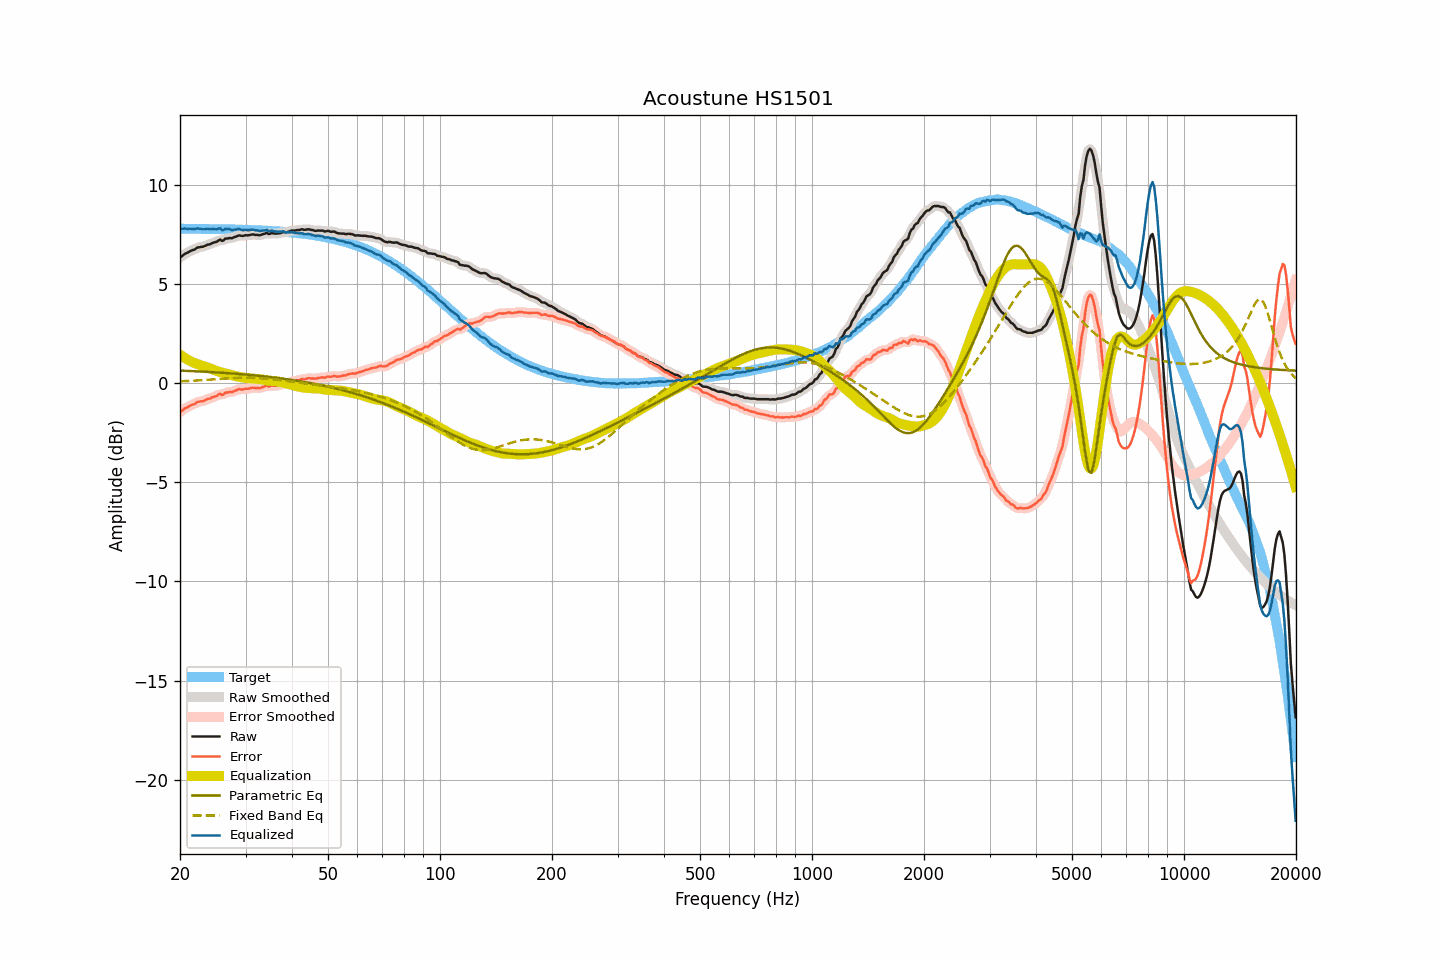 Acoustune HS1501
Amplitude (dBr)
10
5
0
−5
−10
−15
−20
Target
Raw Smoothed
Error Smoothed
Raw
Error
Equalization
Parametric Eq
Fixed Band Eq
Equalized
20 50 100 200 500 1000 2000 5000 10000 20000
Frequency (Hz)